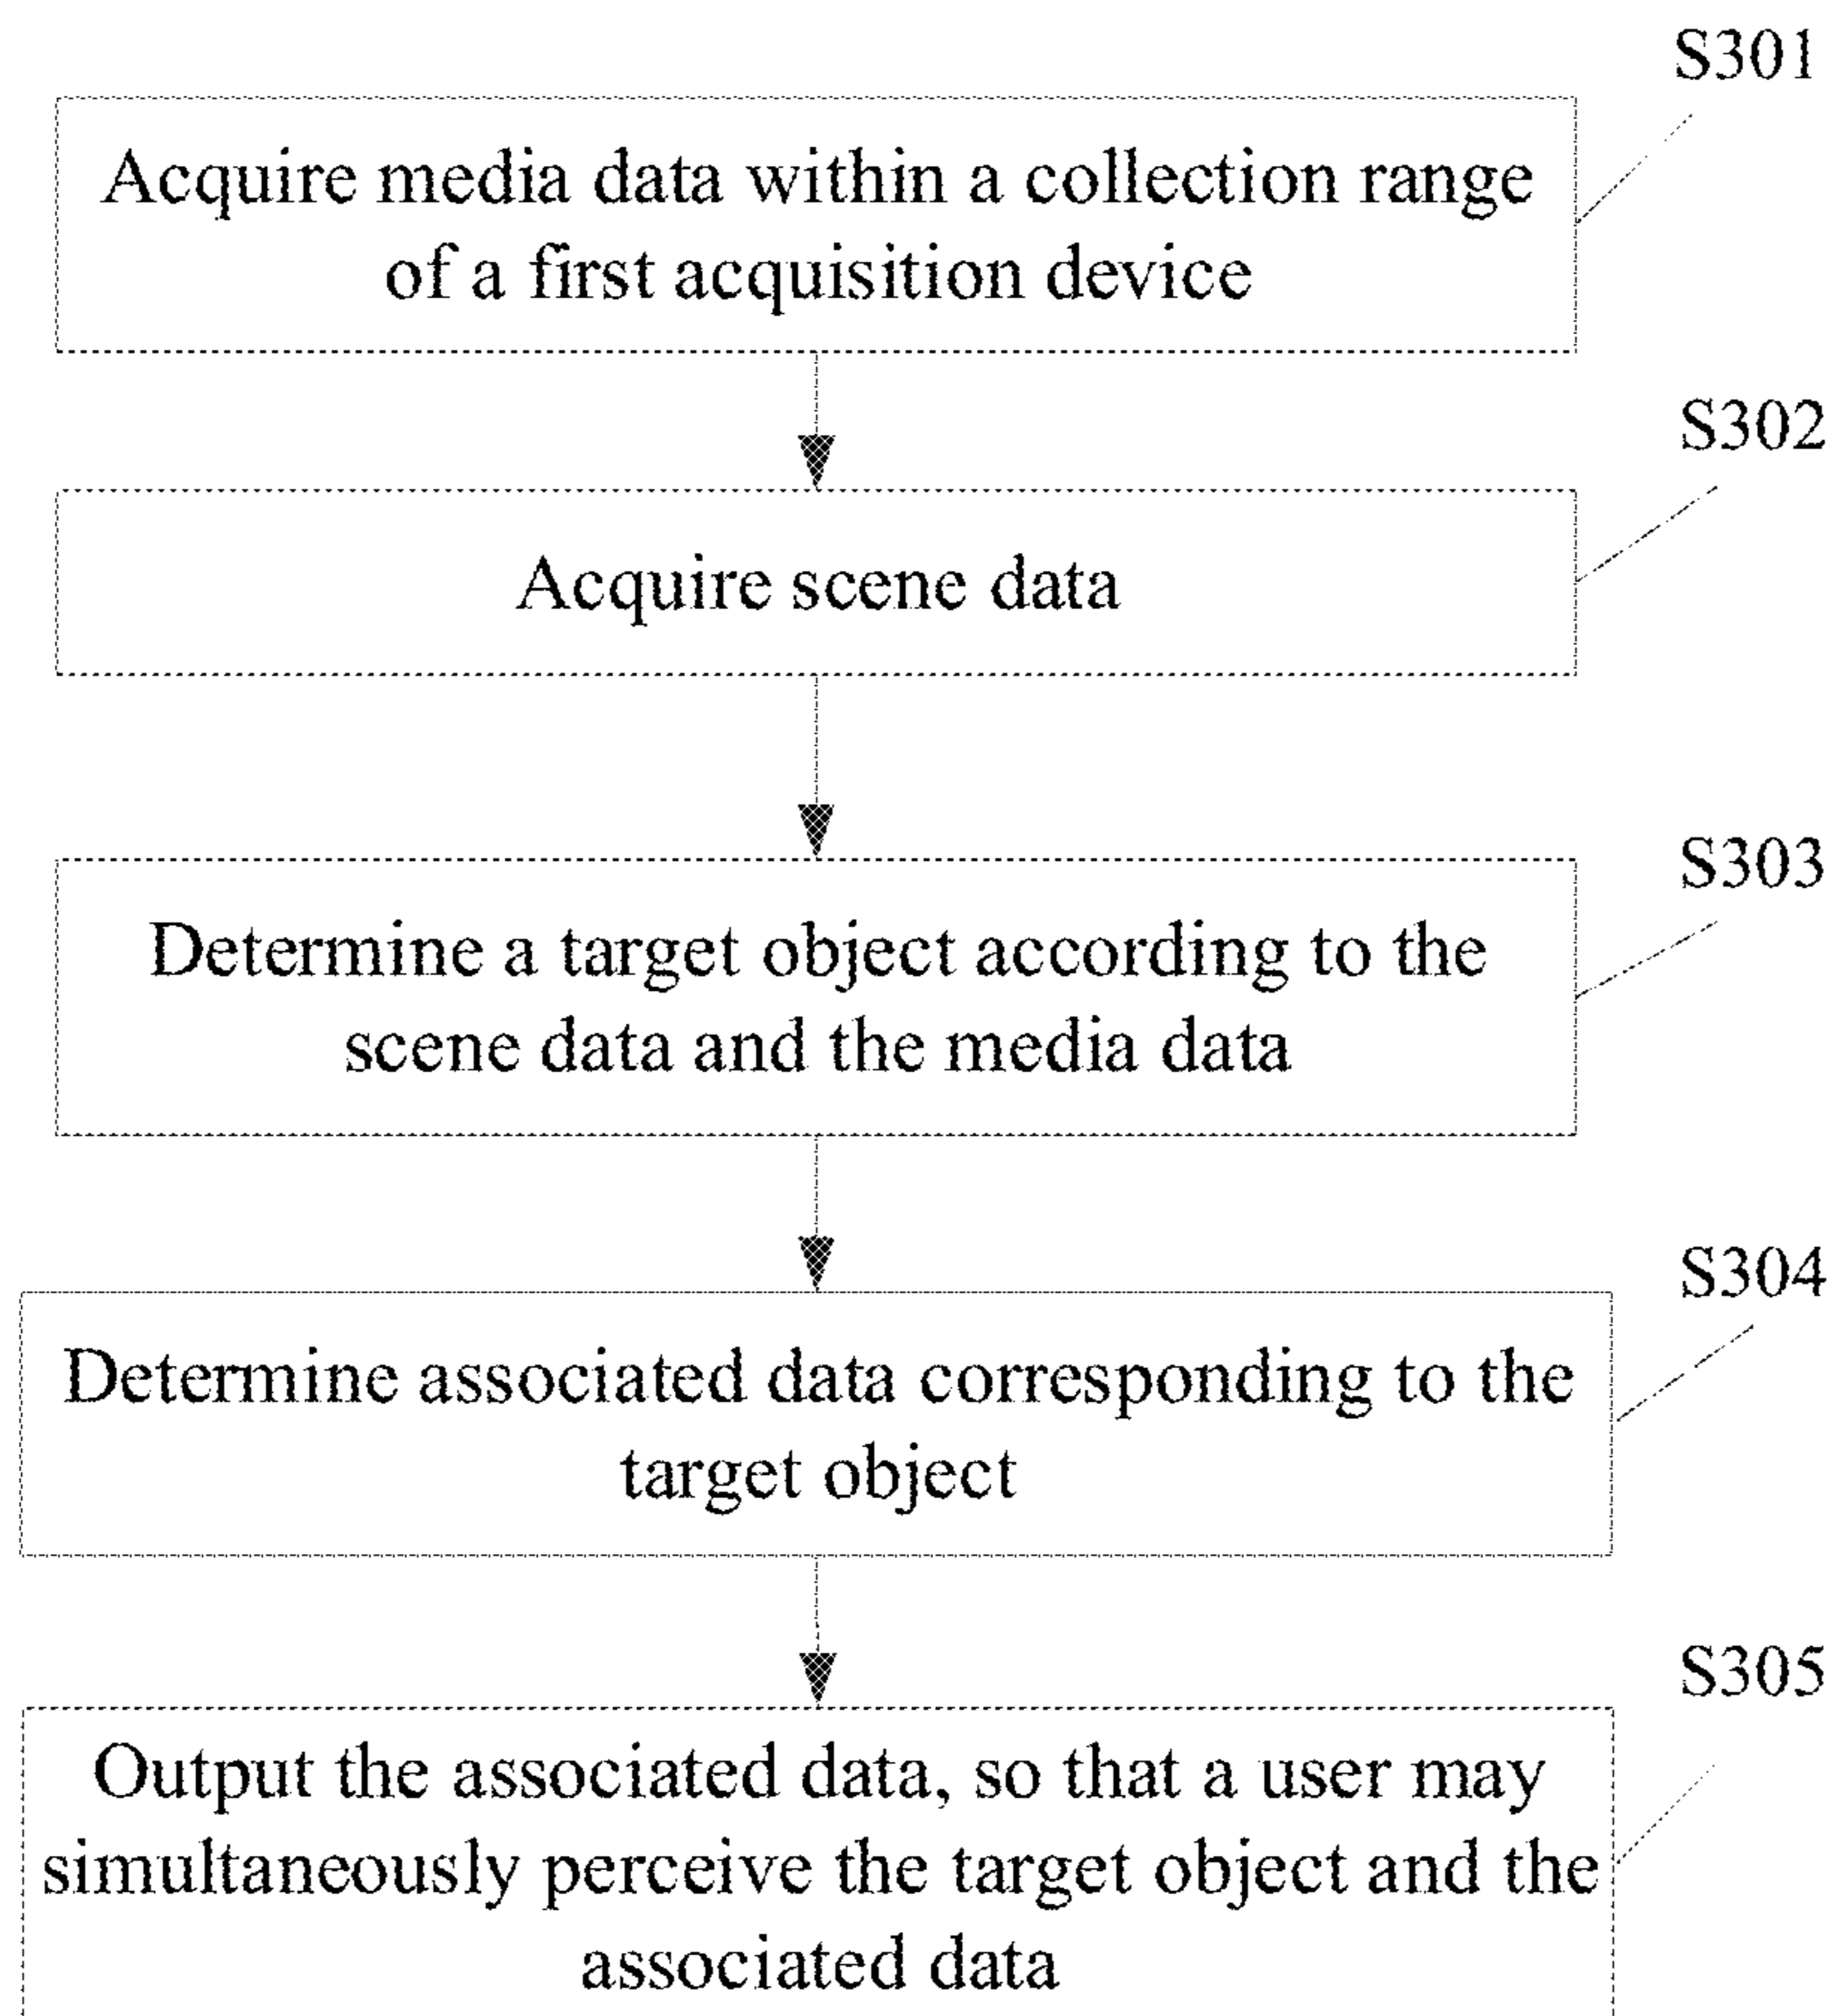 S301
Acquire media data within a collection range
of a first acquisition device
S302
Acquire scene data
S303
Determine a target object according to the
scene data and the media data
S304
Determine associated data corresponding to the
target object
S305
Output the associated data, so that a user may
simultaneously perceive the target object and the
associated data